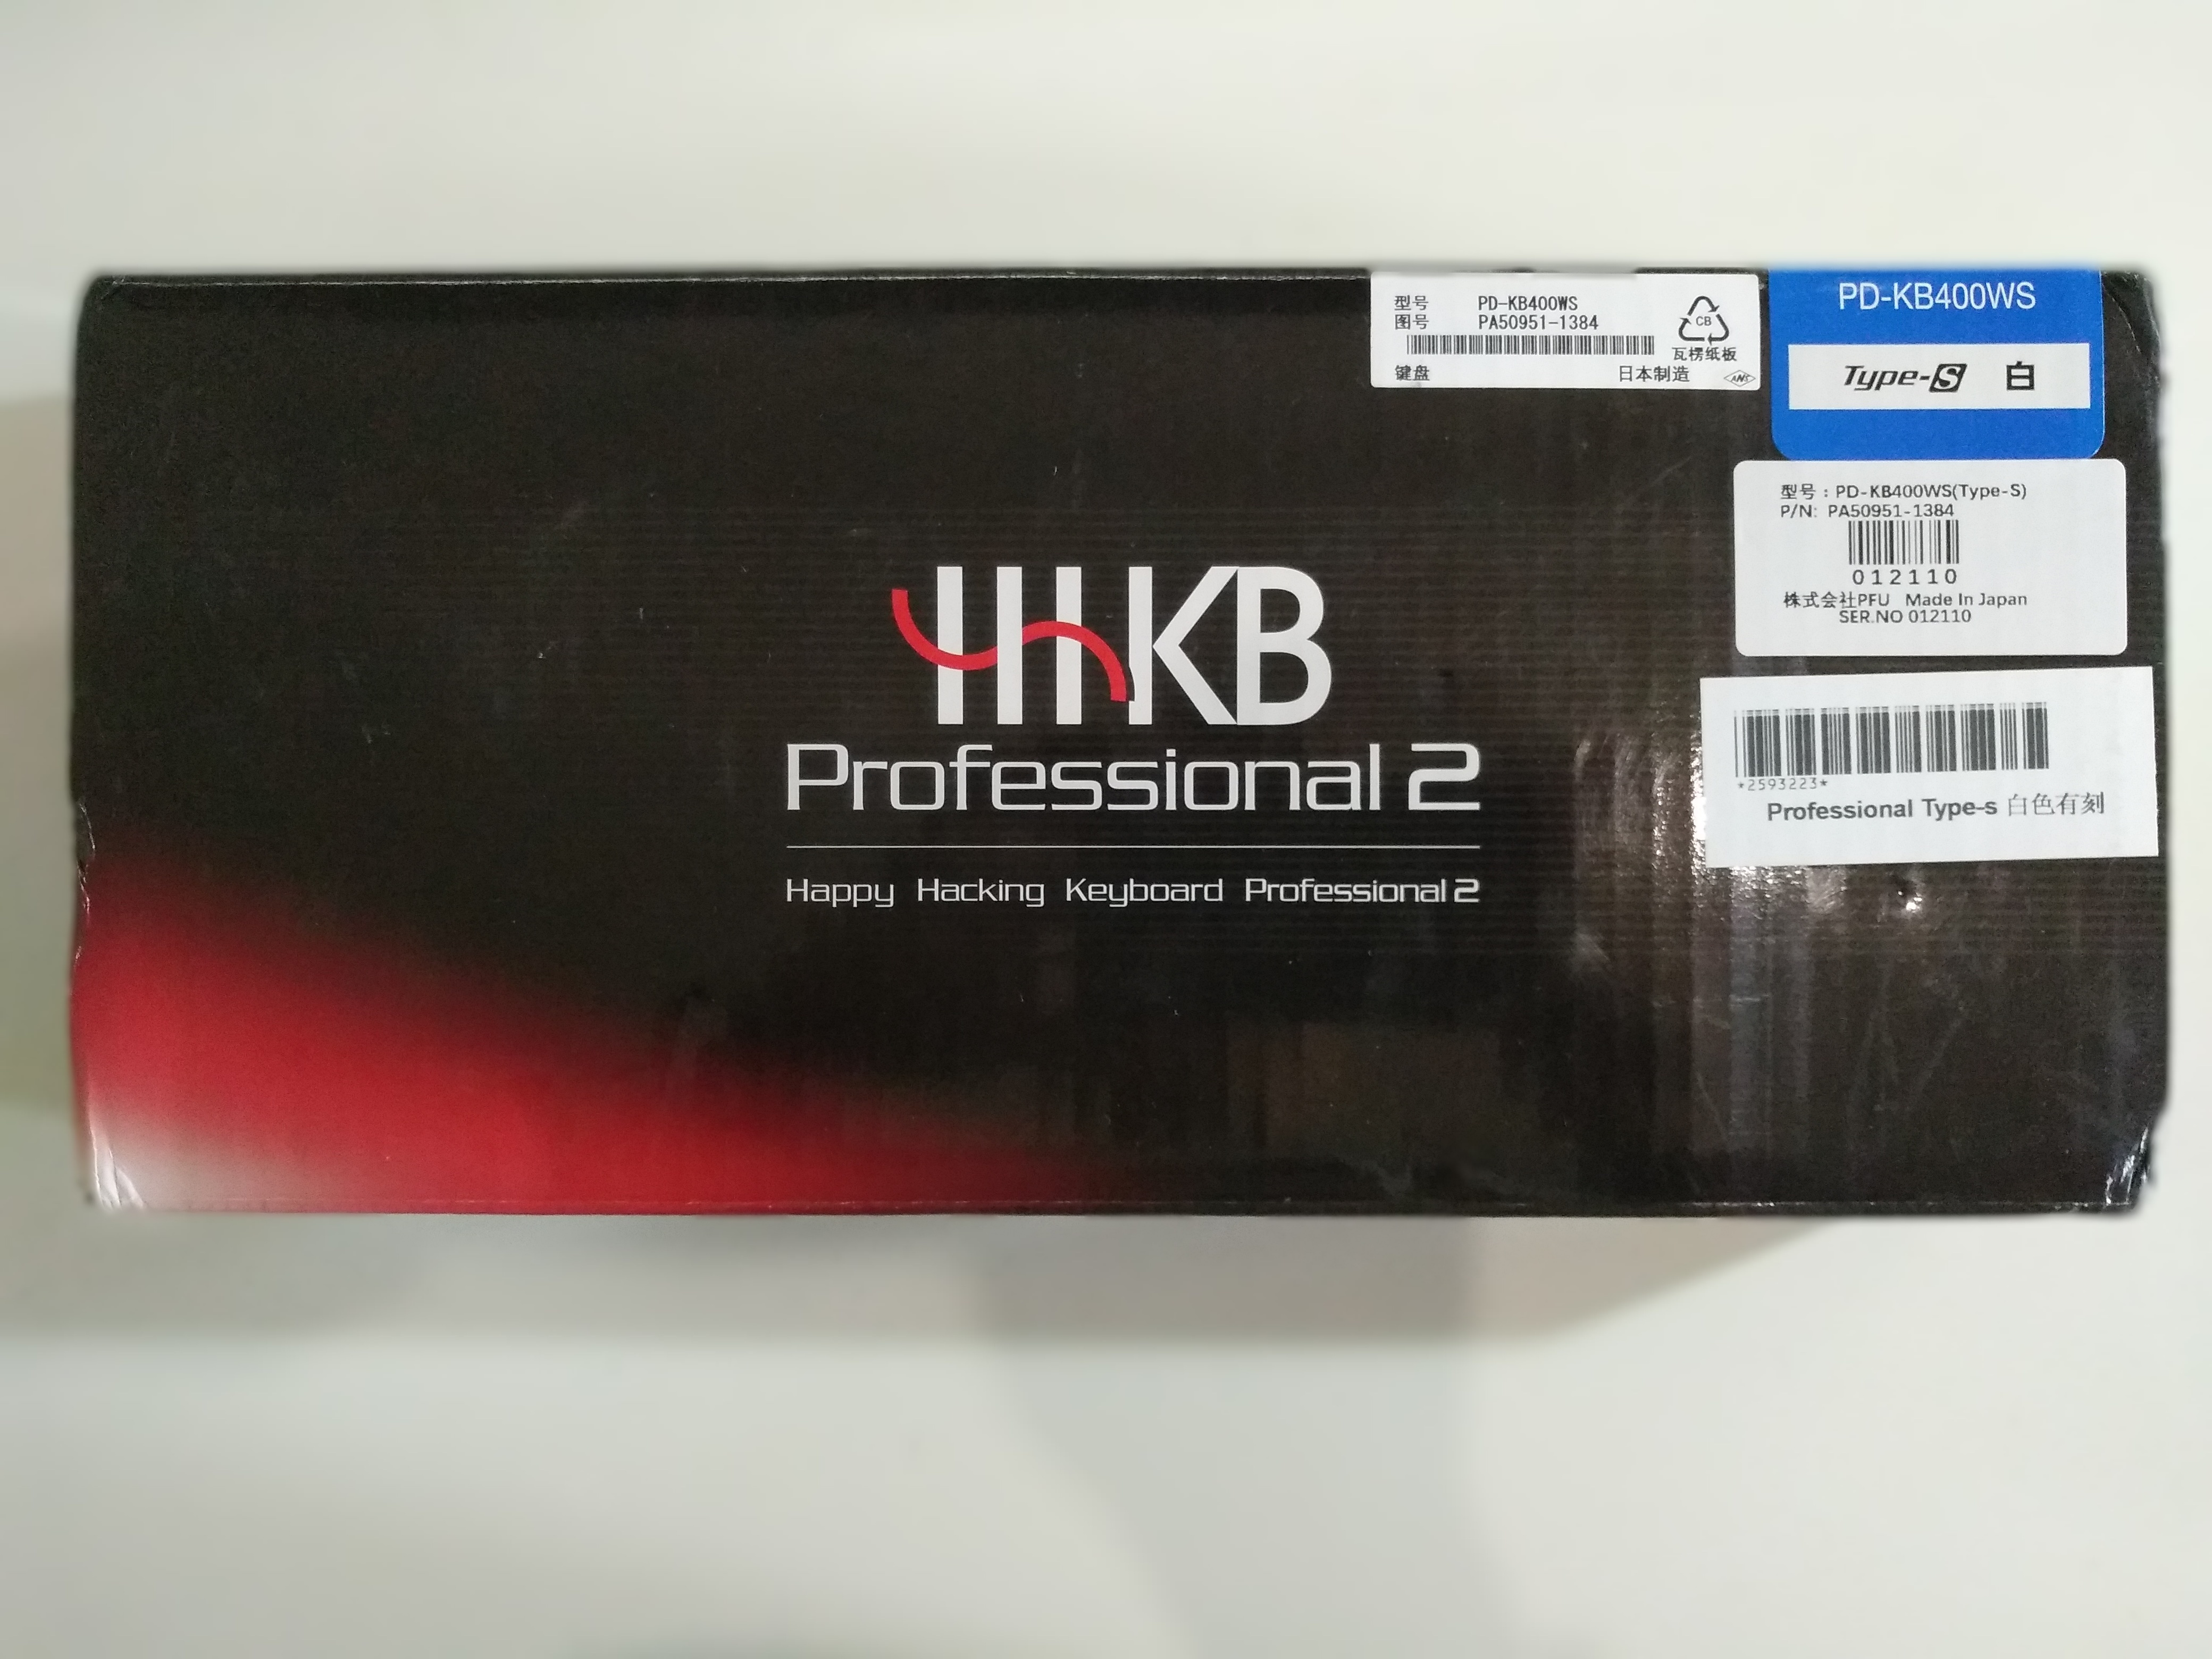 型号 PD-KB400WS
图号 PA50951-1384
CB
瓦楞纸板
键盘 日本制造 ANS
PD-KB400WS
Type-S 白
型号：PD-KB400WS(Type-S)
P/N: PA50951-1384
012110
株式会社PFU Made In Japan
SER.NO 012110
*2593223*
Professional Type-s 白色有刻
HHKB
Professional 2
Happy Hacking Keyboard Professional 2